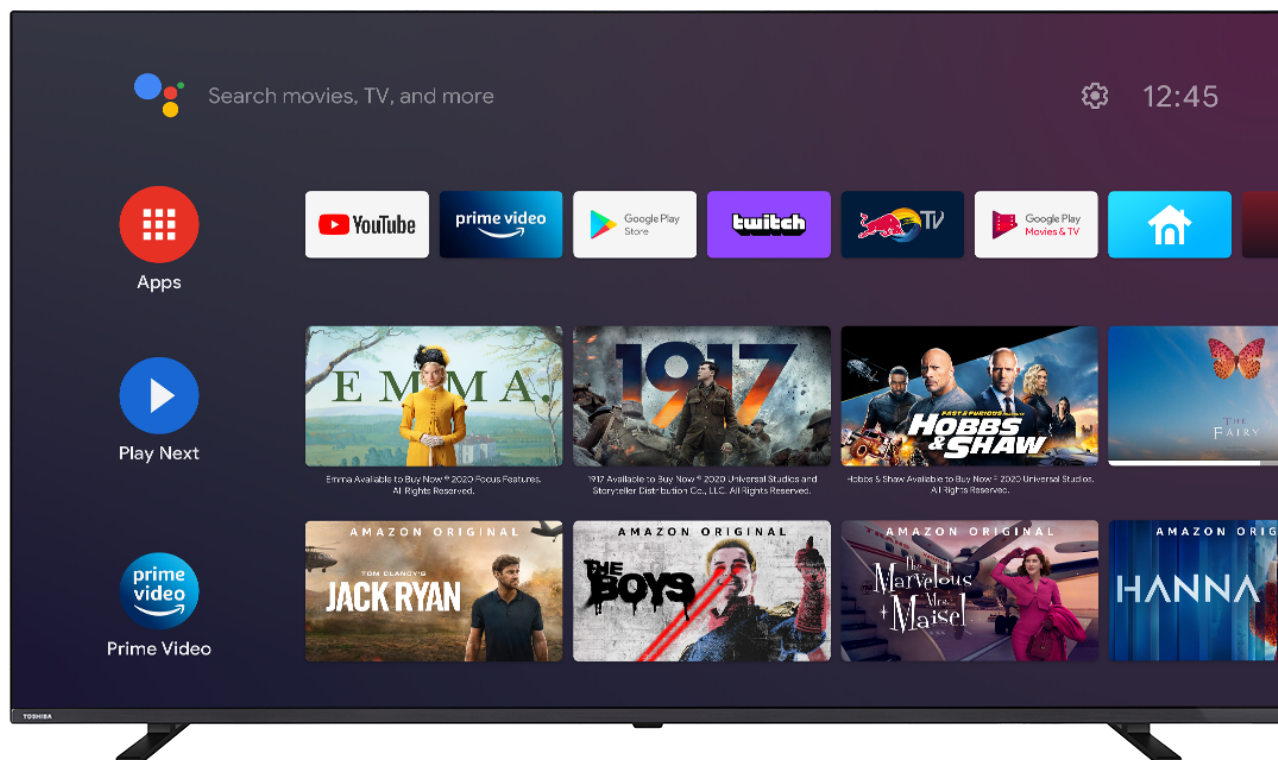 Search movies, TV, and more
12:45
Apps
YouTube
prime video
Google Play
Store
twitch
TV
Google Play
Movies & TV
Play Next
EMMA.
1917
FAST & FURIOUS
HOBBS
& SHAW
THE
FAIRY
Emma Available to Buy Now © 2020 Focus Features.
All Rights Reserved.
1917 Available to Buy Now © 2020 Universal Studios and
Storyteller Distribution Co., LLC. All Rights Reserved.
Hobbs & Shaw Available to Buy Now © 2020 Universal Studios.
All Rights Reserved.
prime
video
Prime Video
AMAZON ORIGINAL
TOM CLANCY'S
JACK RYAN
AMAZON ORIGINAL
THE
BOYS
AMAZON ORIGINAL
The
Marvelous
Mrs.
Maisel
AMAZON ORIG
HANNA
TOSHIBA